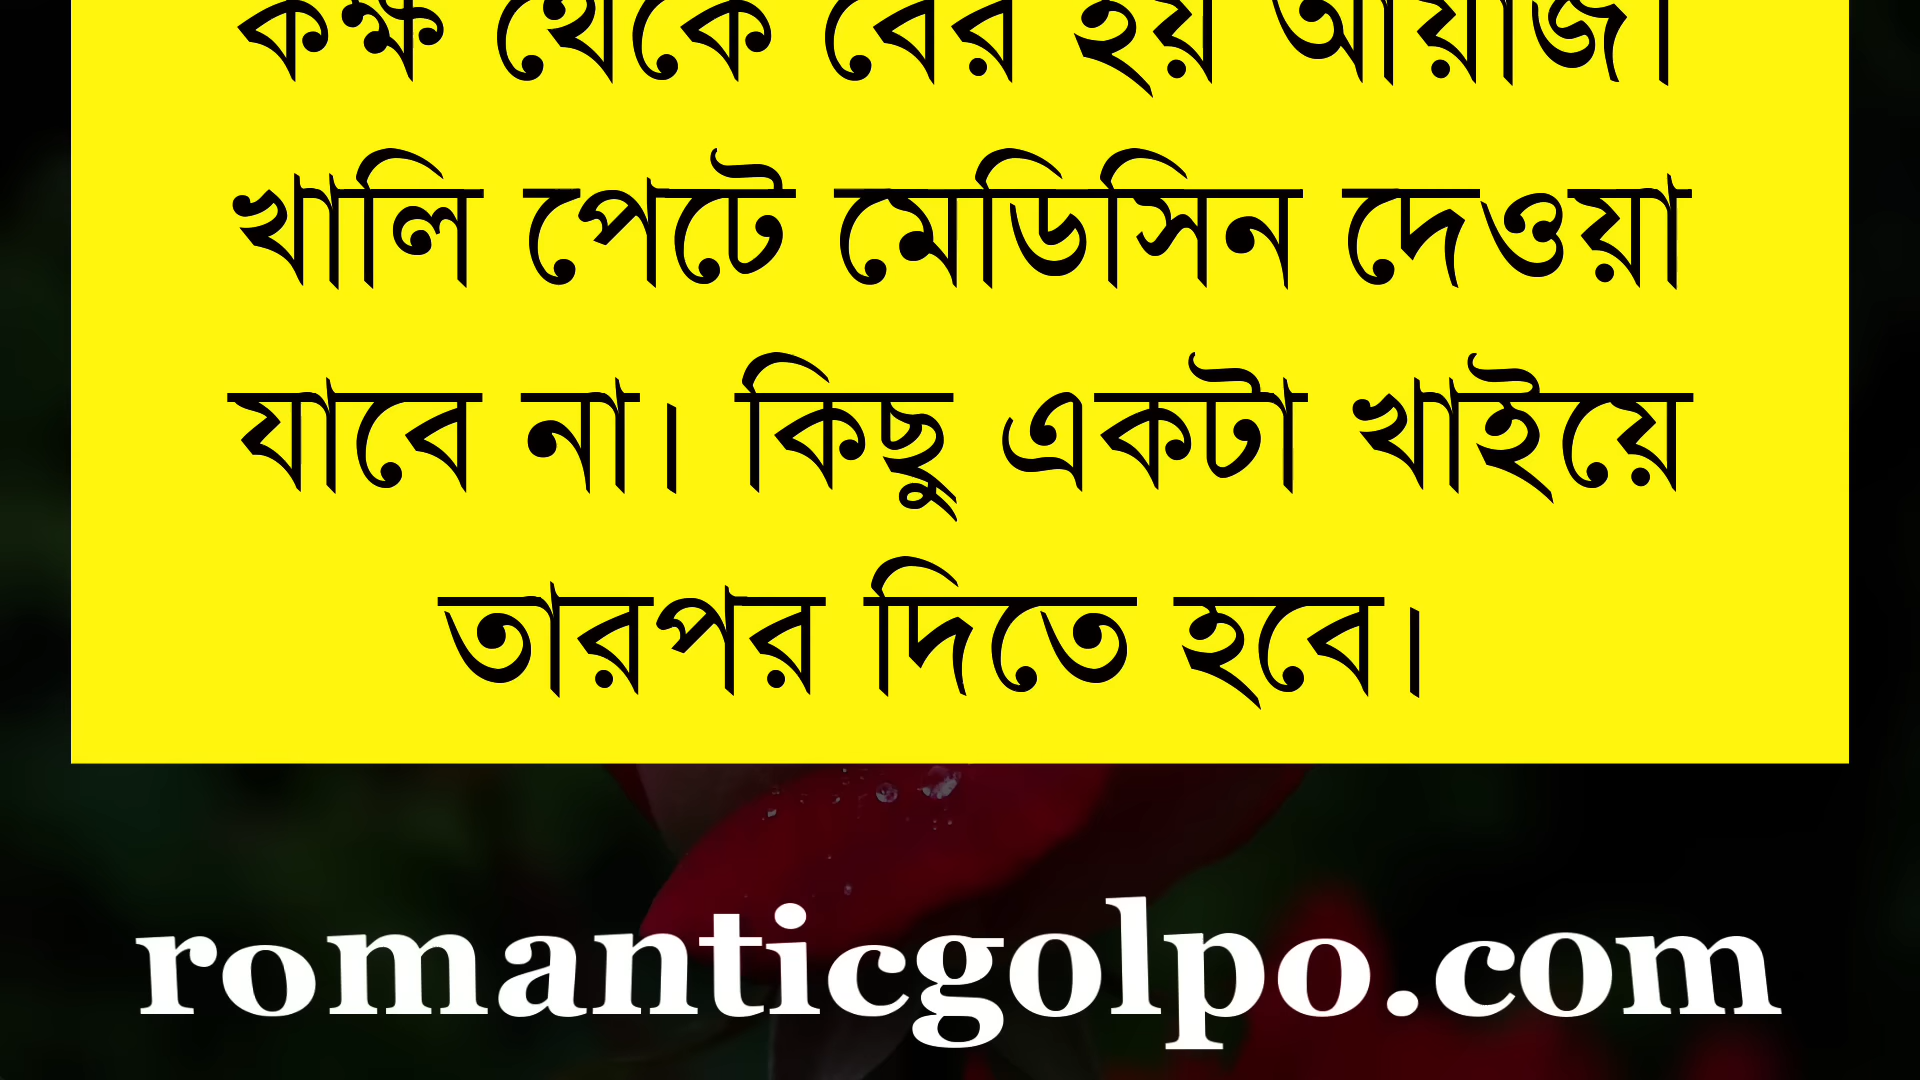 কক্ষ থেকে বের হয় আয়াজ।
খালি পেটে মেডিসিন দেওয়া
যাবে না। কিছু একটা খাইয়ে
তারপর দিতে হবে।
romanticgolpo.com